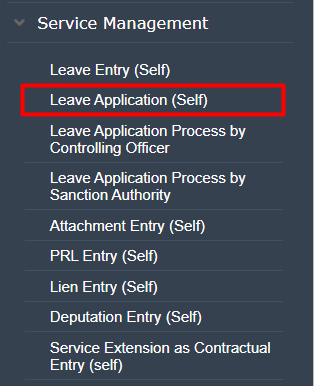 Service Management
Leave Entry (Self)
Leave Application (Self)
Leave Application Process by
Controlling Officer
Leave Application Process by
Sanction Authority
Attachment Entry (Self)
PRL Entry (Self)
Lien Entry (Self)
Deputation Entry (Self)
Service Extension as Contractual
Entry (self)